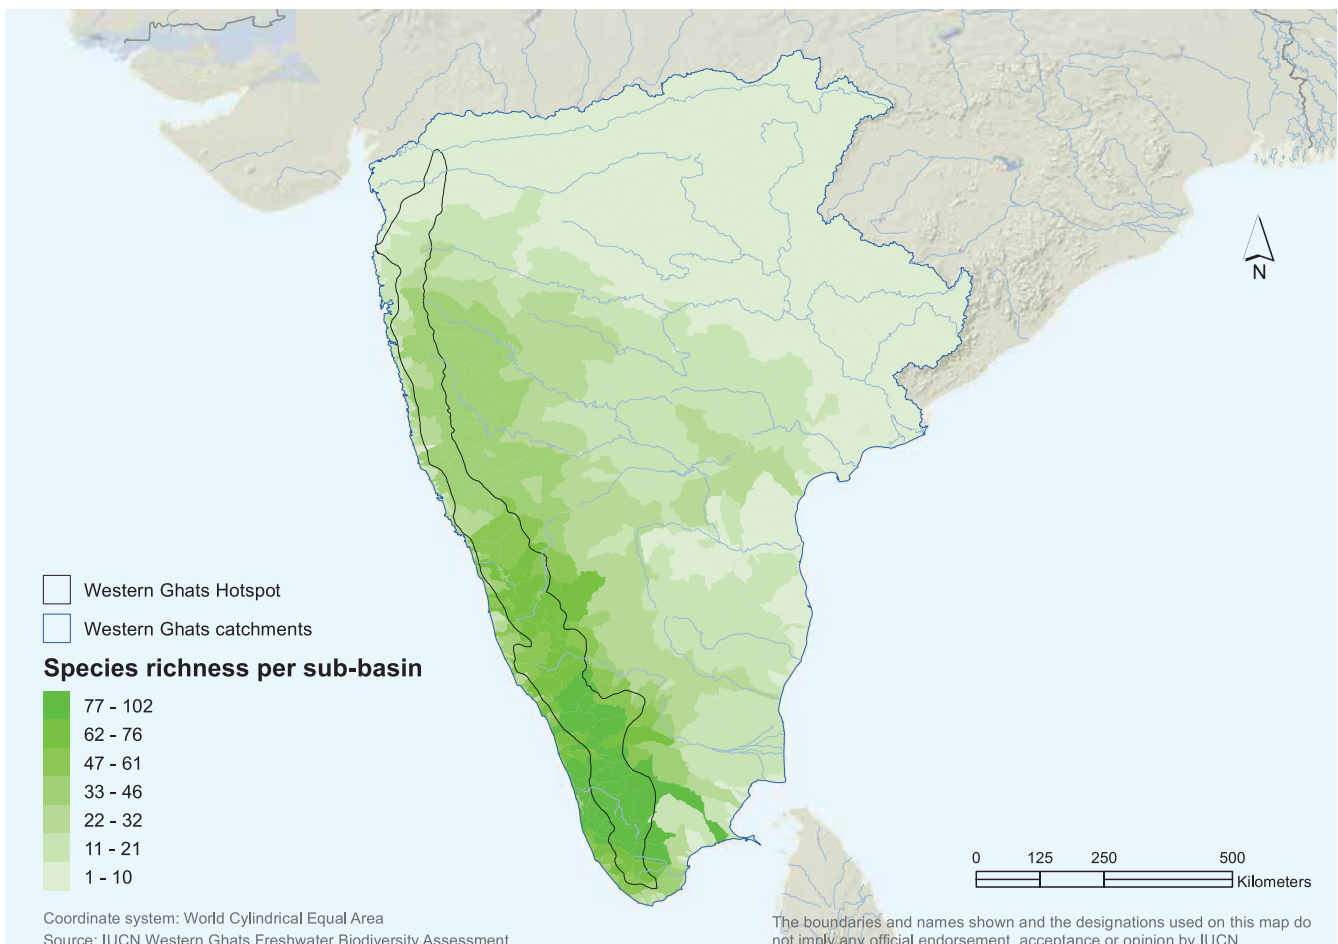 N
Western Ghats Hotspot
Western Ghats catchments
Species richness per sub-basin
77 - 102
62 - 76
47 - 61
33 - 46
22 - 32
11 - 21
1 - 10
0 125 250 500
Kilometers
Coordinate system: World Cylindrical Equal Area
Source: IUCN Western Ghats Freshwater Biodiversity Assessment
The boundaries and names shown and the designations used on this map do
not imply any official endorsement, acceptance or opinion by IUCN